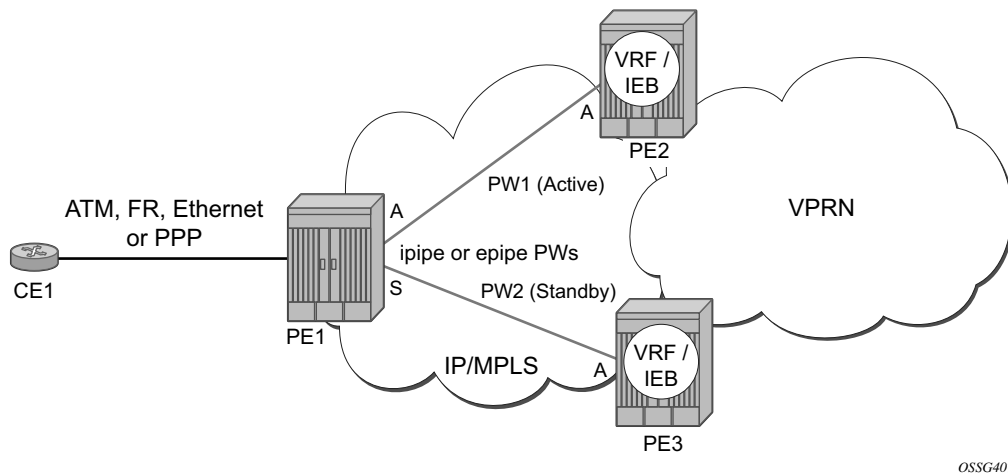 VRF /
IEB
A
PE2
PW1 (Active)
ATM, FR, Ethernet
or PPP
A
VPRN
ipipe or epipe PWs
CE1
S
PW2 (Standby)
PE1
VRF /
IEB
IP/MPLS
A
PE3
OSSG40